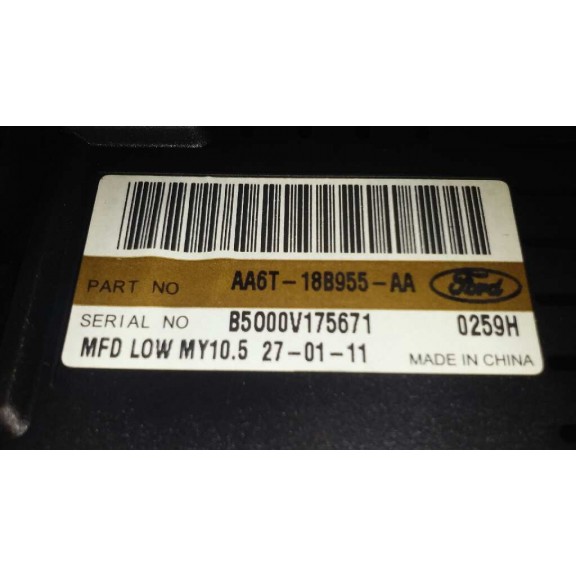 PART NO AA6T-18B955-AA Ford
SERIAL NO B5000V175671 0259H
MFD LOW MY10.5 27-01-11 MADE IN CHINA